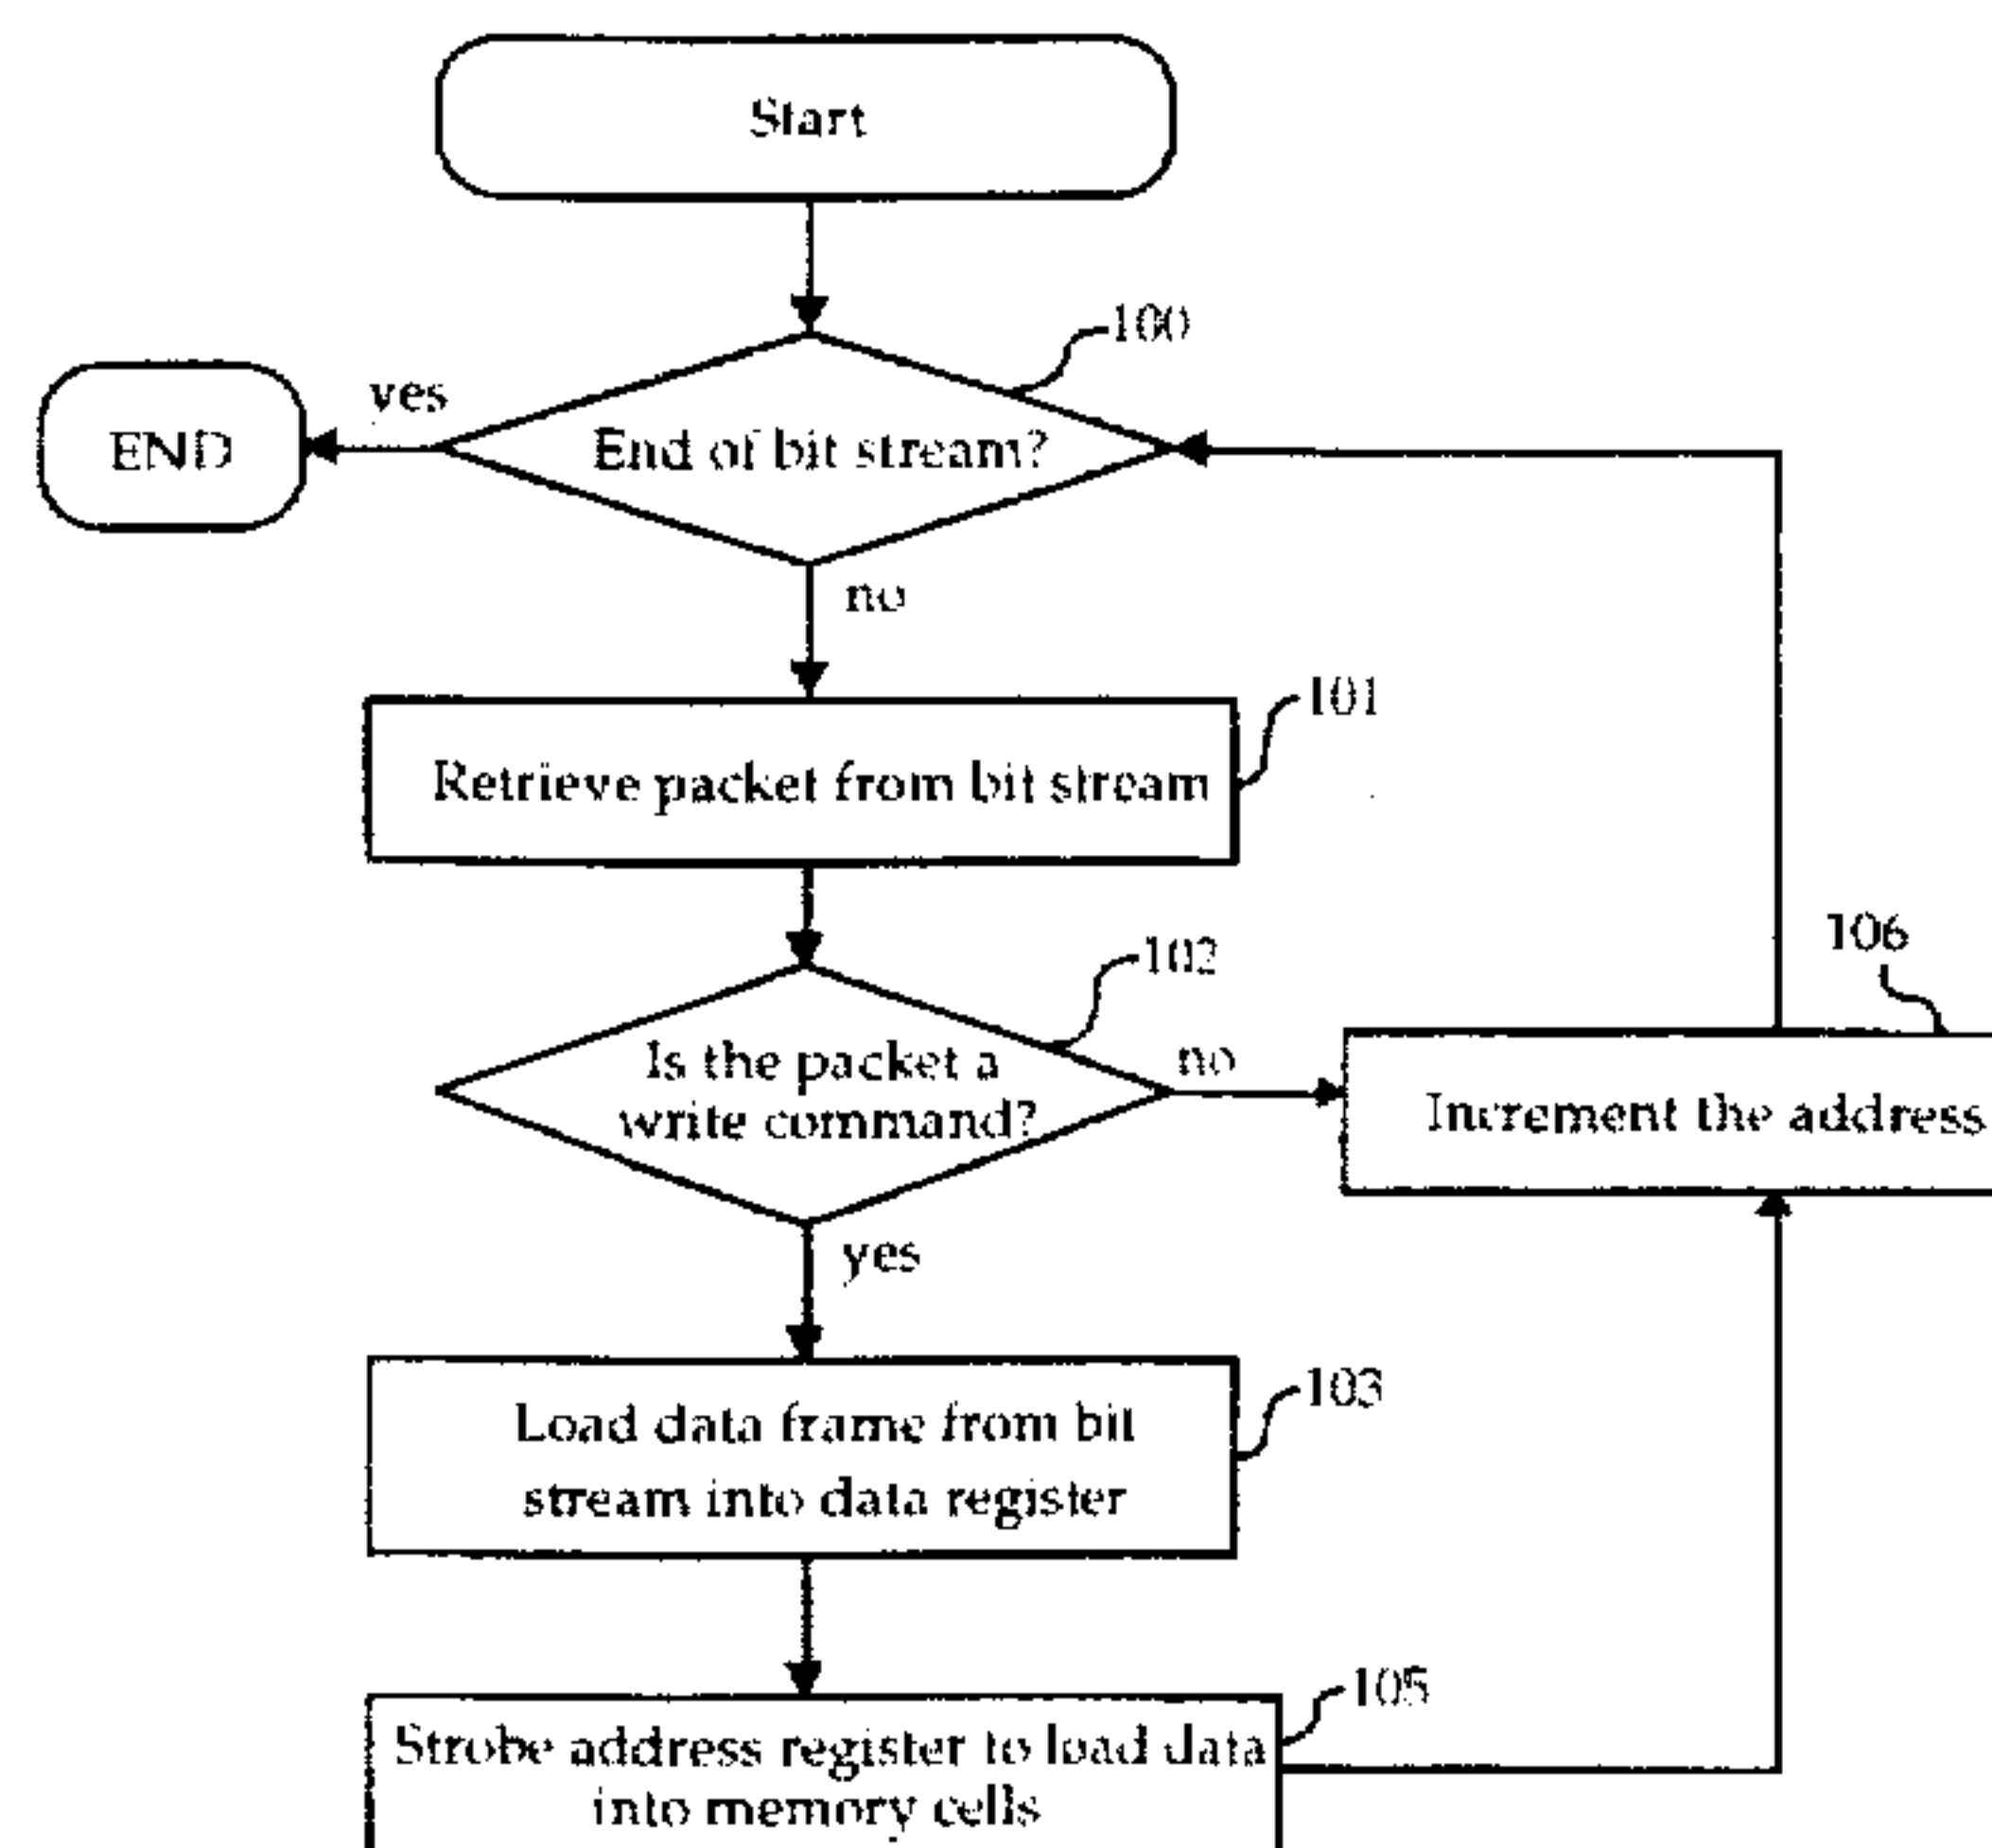 Start
100
yes
END
End of bit stream?
no
101
Retrieve packet from bit stream
106
102
Is the packet a
no
write command?
Increment the address
yes
103
Load data frame from bit
stream into data register
105
Strobe address register to load data
into memory cells